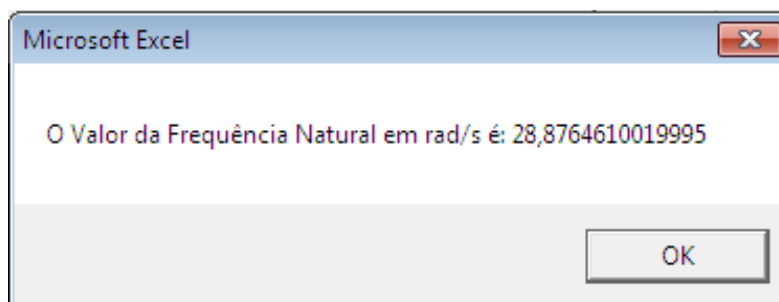 Microsoft Excel
O Valor da Frequência Natural em rad/s é: 28,8764610019995
OK